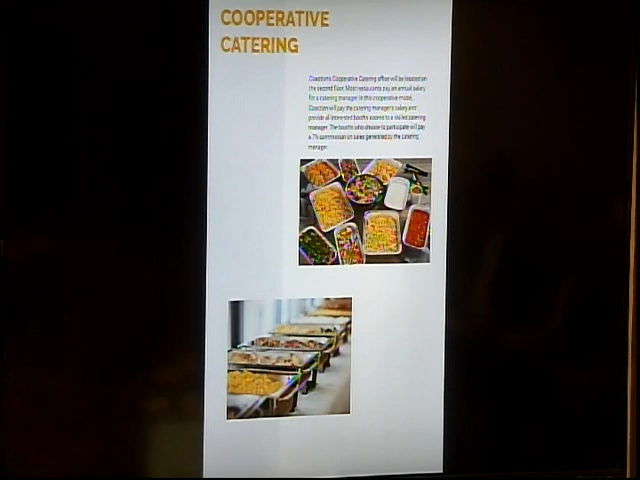 COOPERATIVE
CATERING
Coaction's Cooperative Catering office will be located on
the second floor. Most restaurants pay an annual salary
for a catering manager. In this cooperative model,
Coaction will pay the catering manager's salary and
provide all interested booths access to a skilled catering
manager. The booths who choose to participate will pay
a 7% commission on sales generated by the catering
manager.